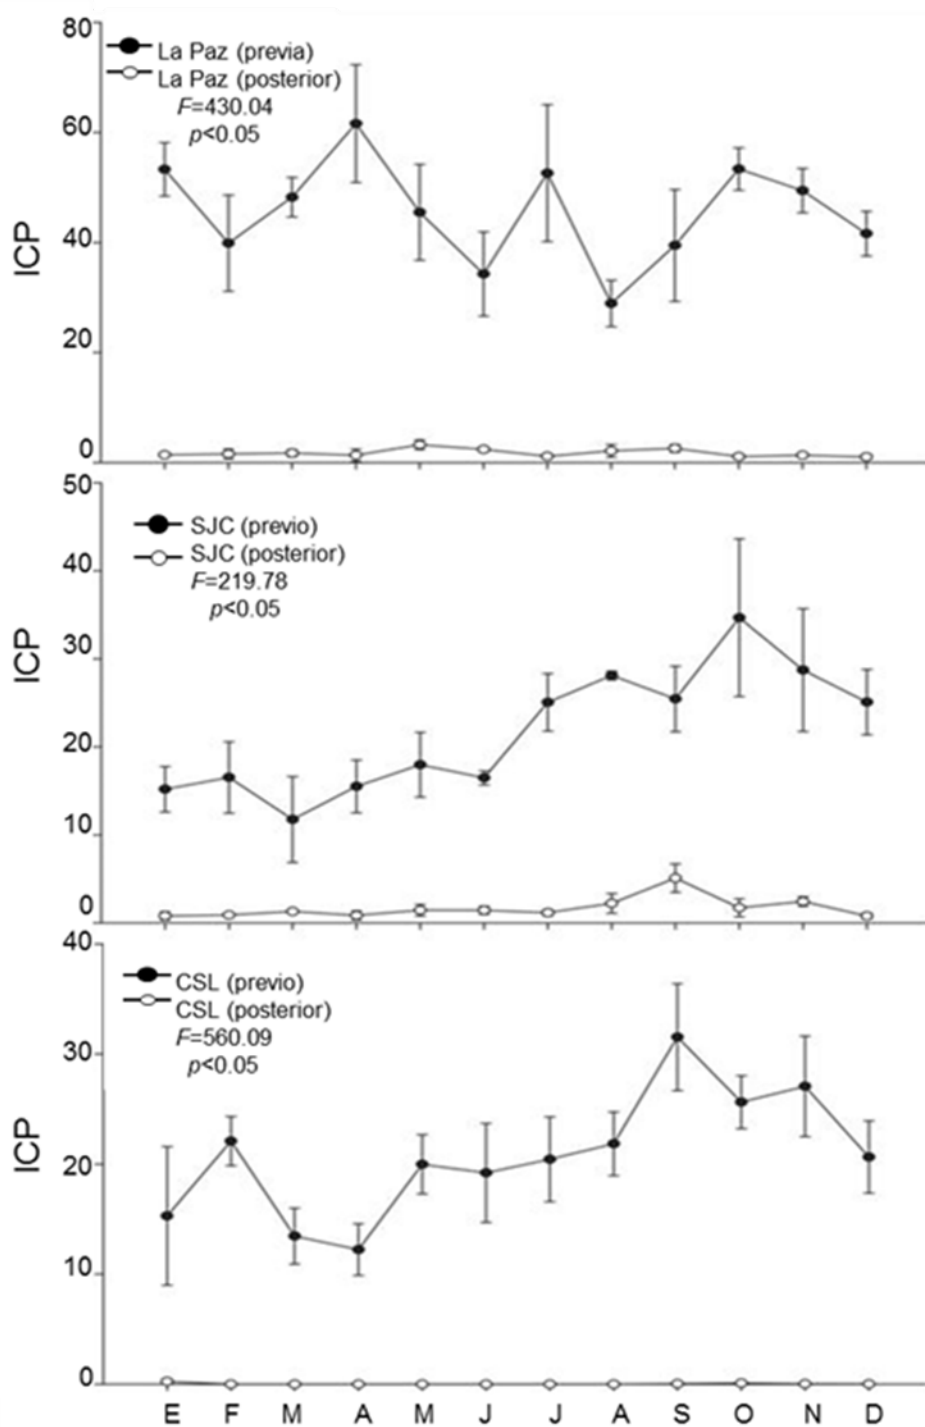 80
La Paz (previa)
La Paz (posterior)
F=430.04
p<0.05
60
ICP
40
20
0
50
SJC (previo)
SJC (posterior)
F=219.78
p<0.05
40
ICP
30
20
10
0
40
CSL (previo)
CSL (posterior)
F=560.09
p<0.05
30
ICP
20
10
0
E F M A M J J A S O N D